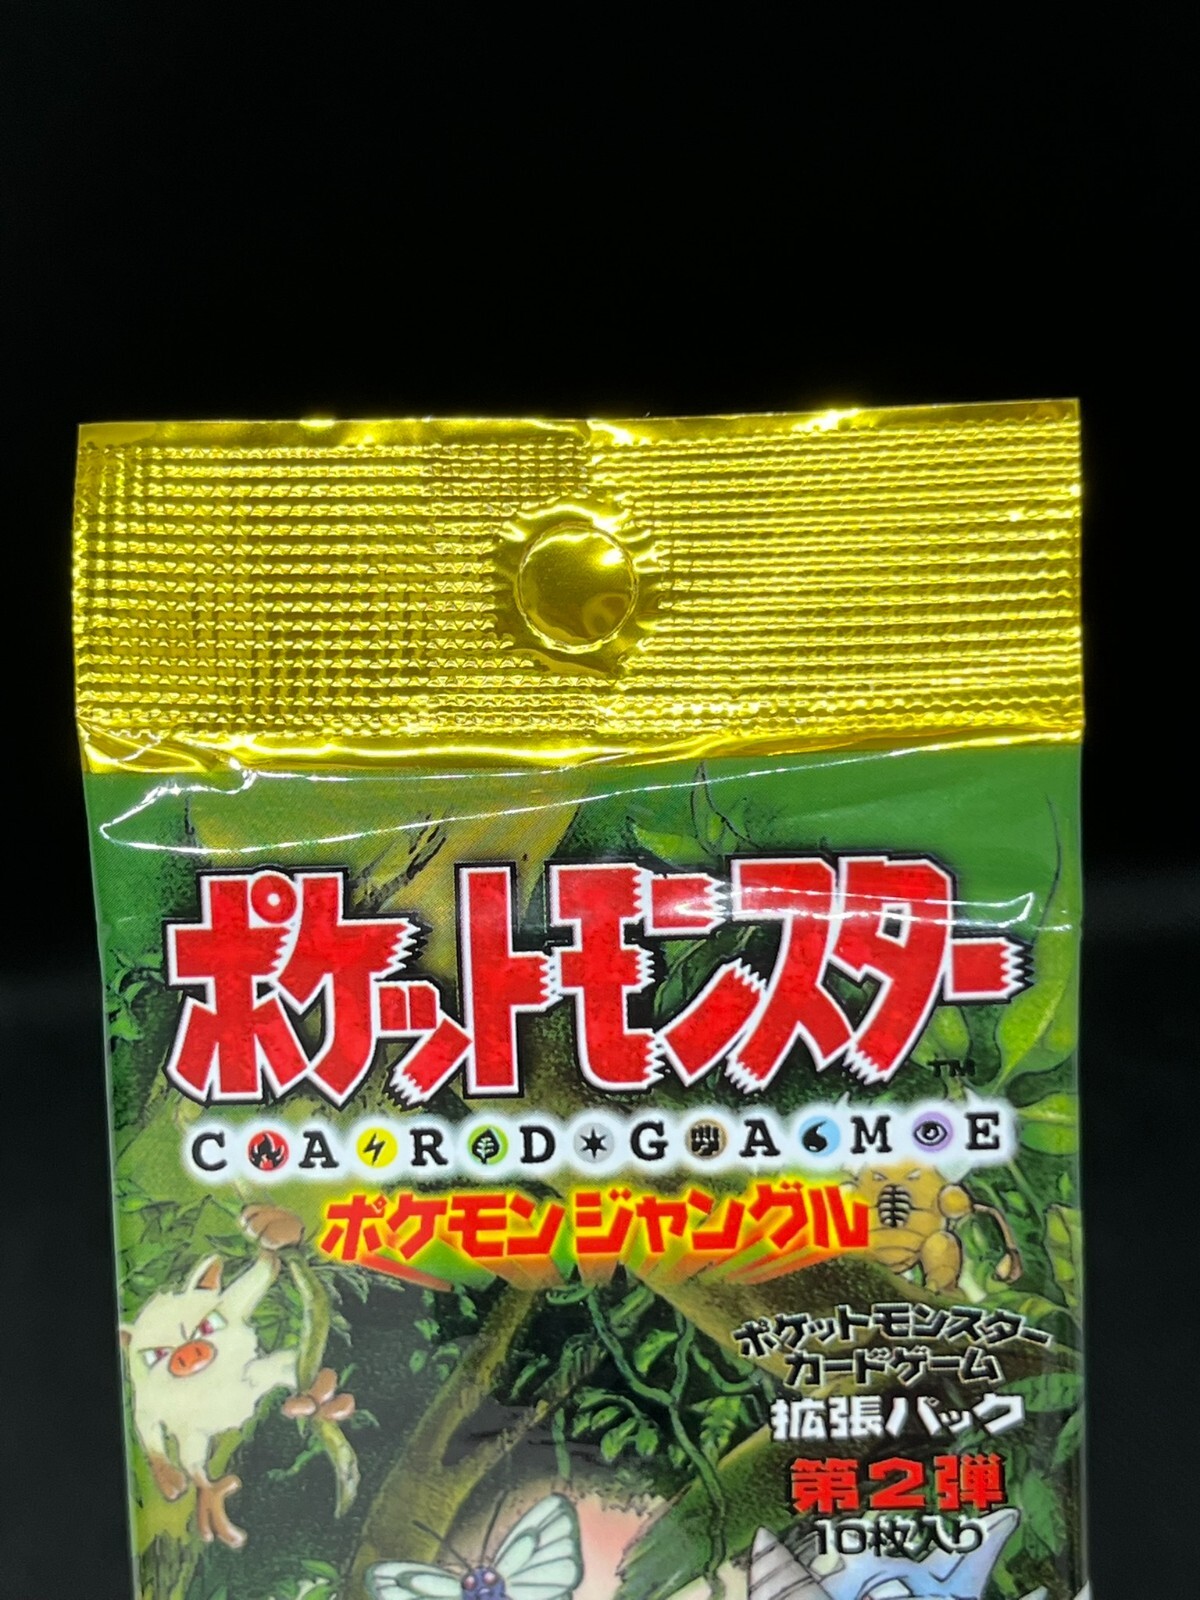 ポケットモンスター
TM
CARD GAME
ポケモンジャングル
ポケットモンスター
カードゲーム
拡張パック
第2弾
10枚入り